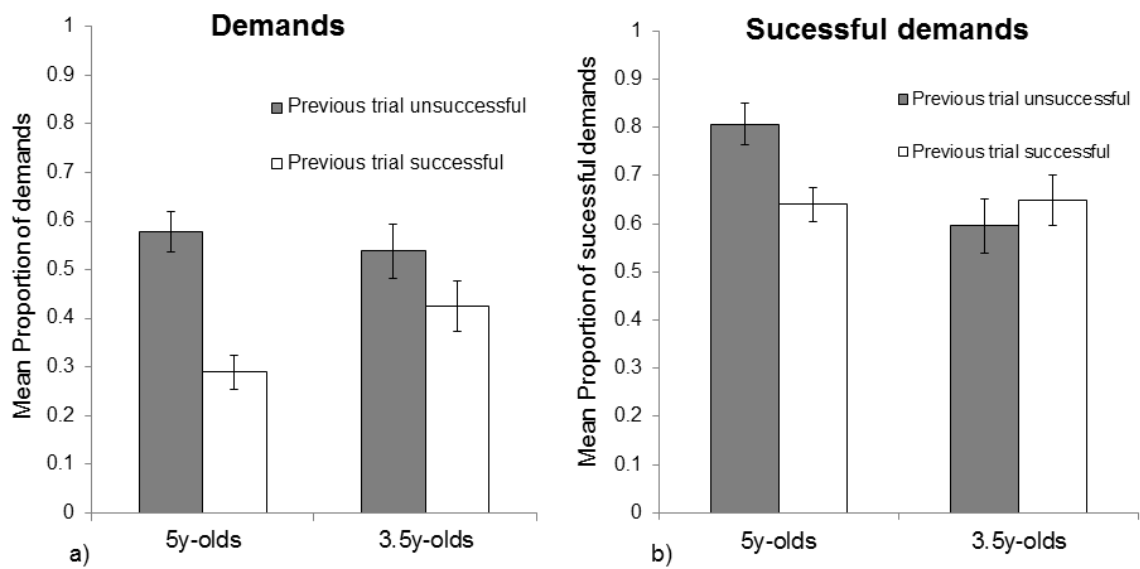 Demands
Mean Proportion of demands
1
0.9
0.8
0.7
0.6
0.5
0.4
0.3
0.2
0.1
0
Previous trial unsuccessful
Previous trial successful
5y-olds
3.5y-olds
a)
Sucessful demands
Mean Proportion of sucessful demands
1
0.9
0.8
0.7
0.6
0.5
0.4
0.3
0.2
0.1
0
Previous trial unsuccessful
Previous trial successful
5y-olds
3.5y-olds
b)